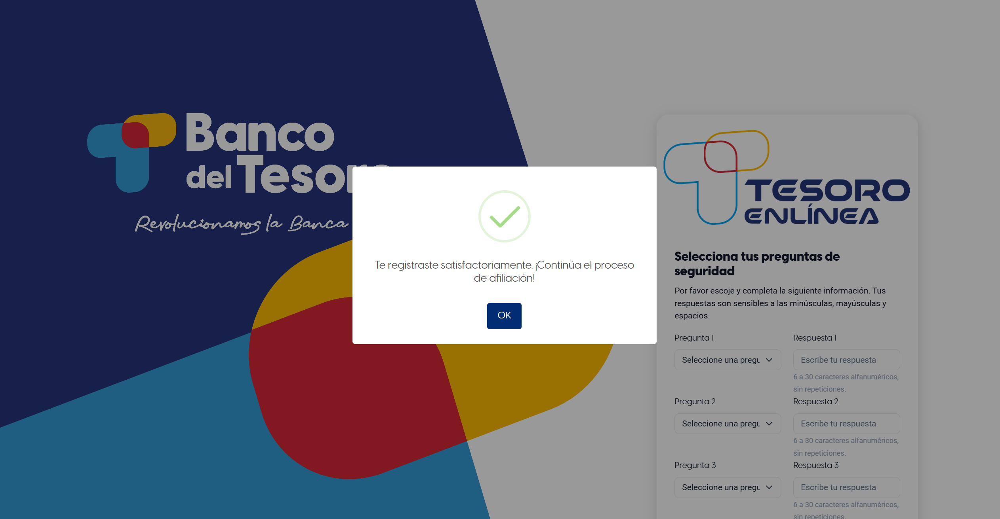 Banco
del Tesoro
Revolucionamos la Banca
Te registraste satisfactoriamente. ¡Continúa el proceso
de afiliación!
OK
TESORO
ENLÍNEA
Selecciona tus preguntas de
seguridad
Por favor escoje y completa la siguiente información. Tus
respuestas son sensibles a las minúsculas, mayúsculas y
espacios.
Pregunta 1 Respuesta 1
Seleccione una pregu Escribe tu respuesta
6 a 30 caracteres alfanuméricos,
sin repeticiones.
Pregunta 2 Respuesta 2
Seleccione una pregu Escribe tu respuesta
6 a 30 caracteres alfanuméricos,
sin repeticiones.
Pregunta 3 Respuesta 3
Seleccione una pregu Escribe tu respuesta
6 a 30 caracteres alfanuméricos,
sin repeticiones.